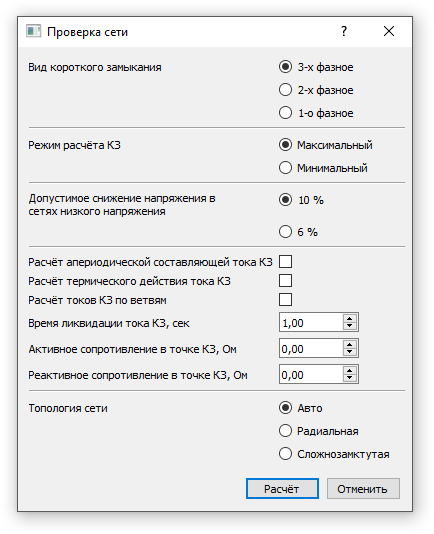 Проверка сети
?
Вид короткого замыкания
3-х фазное
2-х фазное
1-о фазное
Режим расчёта КЗ
Максимальный
Минимальный
Допустимое снижение напряжения в
сетях низкого напряжения
10 %
6 %
Расчёт апериодической составляющей тока КЗ
Расчёт термического действия тока КЗ
Расчёт токов КЗ по ветвям
Время ликвидации тока КЗ, сек
1,00
Активное сопротивление в точке КЗ, Ом
0,00
Реактивное сопротивление в точке КЗ, Ом
0,00
Топология сети
Авто
Радиальная
Сложнозамктутая
Расчёт
Отменить